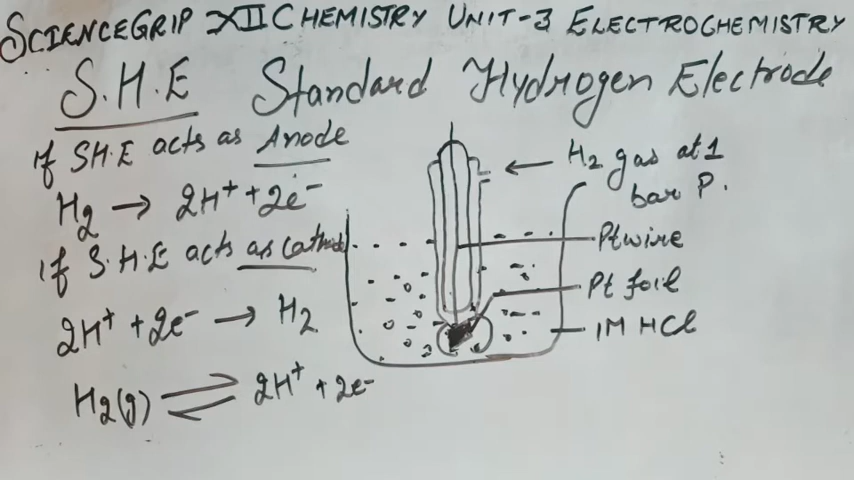 SCIENCEGRIP XII CHEMISTRY UNIT-3 ELECTROCHEMISTRY
S.H.E Standard Hydrogen Electrode
If SH.E acts as Anode
H₂ → 2H⁺ + 2e⁻
If S.H.E acts as Cathode
2H⁺ + 2e⁻ → H₂
H₂(g) ⇌ 2H⁺ + 2e⁻
← H₂ gas at 1
bar P.
Pt wire
Pt foil
1M HCl